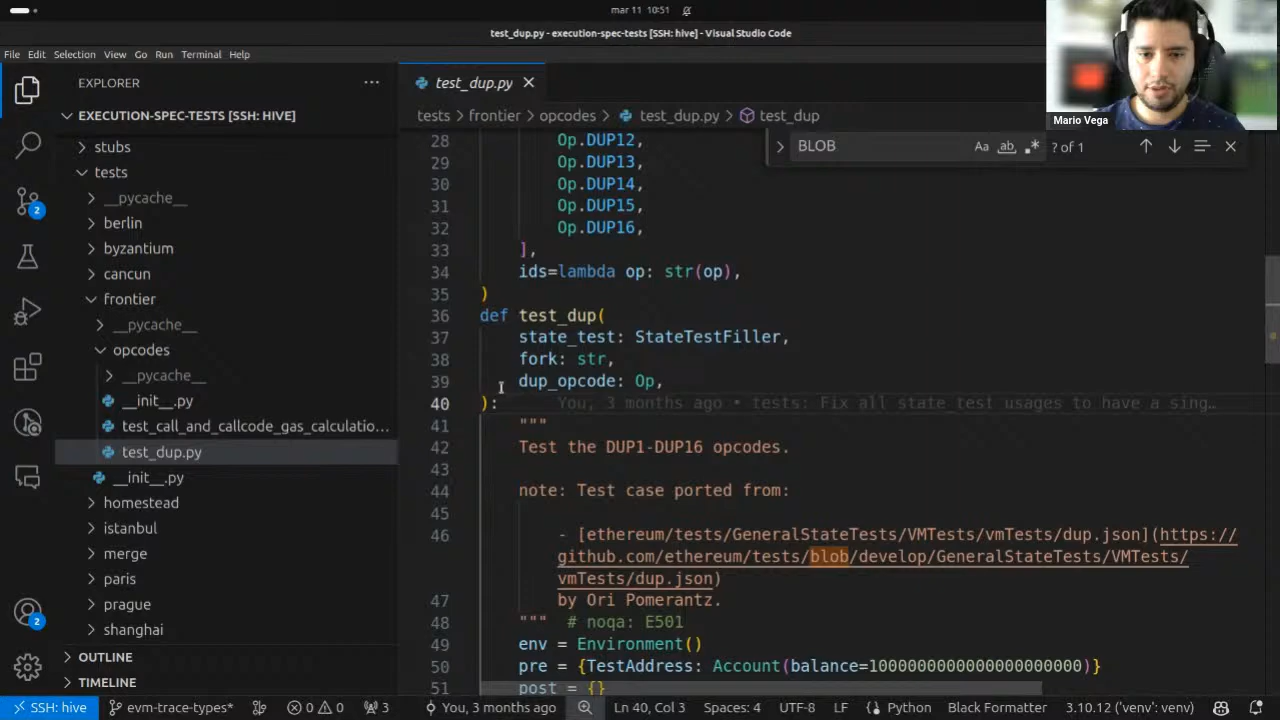 mar 11 10:51
test_dup.py - execution-spec-tests [SSH: hive] - Visual Studio Code
File Edit Selection View Go Run Terminal Help
Mario Vega
EXPLORER
test_dup.py
EXECUTION-SPEC-TESTS [SSH: HIVE]
tests > frontier > opcodes > test_dup.py > test_dup
BLOB
Aa ab .* ? of 1
stubs
tests
__pycache__
berlin
byzantium
cancun
frontier
__pycache__
opcodes
__pycache__
__init__.py
test_call_and_callcode_gas_calculatio...
test_dup.py
__init__.py
homestead
istanbul
merge
paris
prague
shanghai
OUTLINE
TIMELINE
2
2
28 Op.DUP12,
29 Op.DUP13,
30 Op.DUP14,
31 Op.DUP15,
32 Op.DUP16,
33 ],
34 ids=lambda op: str(op),
35 )
36 def test_dup(
37 state_test: StateTestFiller,
38 fork: str,
39 dup_opcode: Op,
40 ): You, 3 months ago • tests: Fix all state_test usages to have a sing…
41 """
42 Test the DUP1-DUP16 opcodes.
43
44 note: Test case ported from:
45
46 - [ethereum/tests/GeneralStateTests/VMTests/vmTests/dup.json](https://
github.com/ethereum/tests/blob/develop/GeneralStateTests/VMTests/
vmTests/dup.json)
47 by Ori Pomerantz.
48 """ # noqa: E501
49 env = Environment()
50 pre = {TestAddress: Account(balance=1000000000000000000000)}
51 post = {}
SSH: hive evm-trace-types* 0 0 3 You, 3 months ago Ln 40, Col 3 Spaces: 4 UTF-8 LF Python Black Formatter 3.10.12 ('venv': venv)